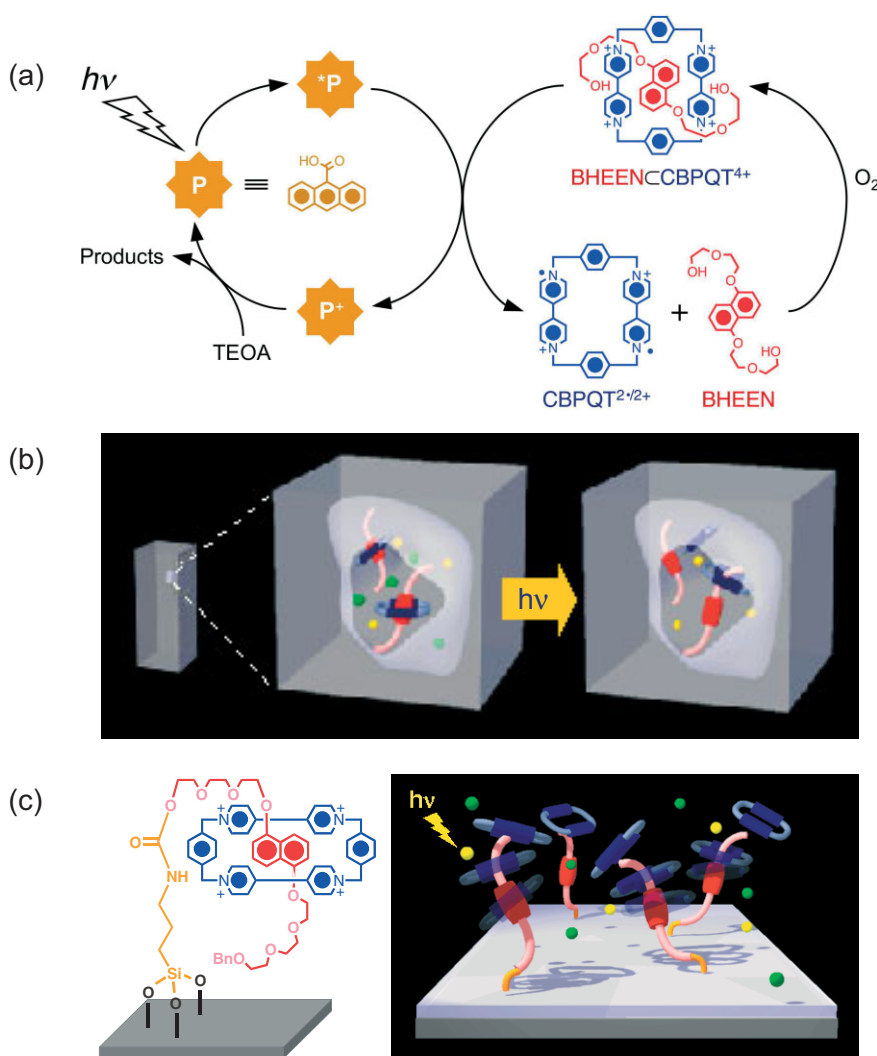 (a)
hν
*P
P
≡
HO
O
Products
P+
TEOA
N
+
N
+
N
+
N
+
O
O
OH
HO
O
O
BHEEN⊂CBPQT4+
O2
•
N
+
N
N
+
N
+
•
+
O
OH
O
O
HO
O
CBPQT2•/2+
BHEEN
(b)
hν
(c)
O
O
O
O
O
O
NH
Si
O
O
O
+
N
+
N
N
+
N
+
O
O
O
BnO
hν